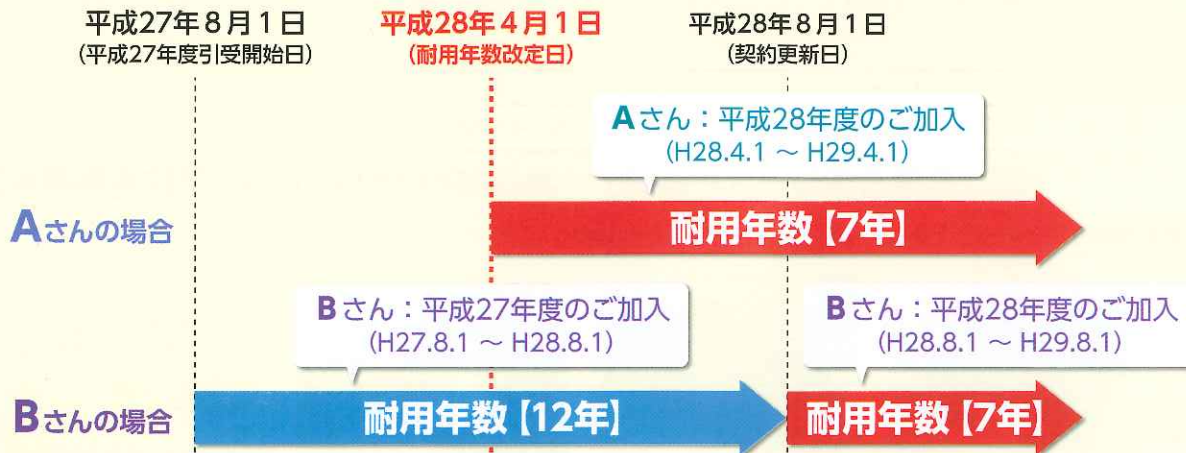 平成27年8月1日
(平成27年度引受開始日)
平成28年4月1日
(耐用年数改定日)
平成28年8月1日
(契約更新日)
Aさん：平成28年度のご加入
(H28.4.1 ～ H29.4.1)
Aさんの場合
耐用年数【7年】
Bさん：平成27年度のご加入
(H27.8.1 ～ H28.8.1)
Bさん：平成28年度のご加入
(H28.8.1 ～ H29.8.1)
Bさんの場合
耐用年数【12年】
耐用年数【7年】